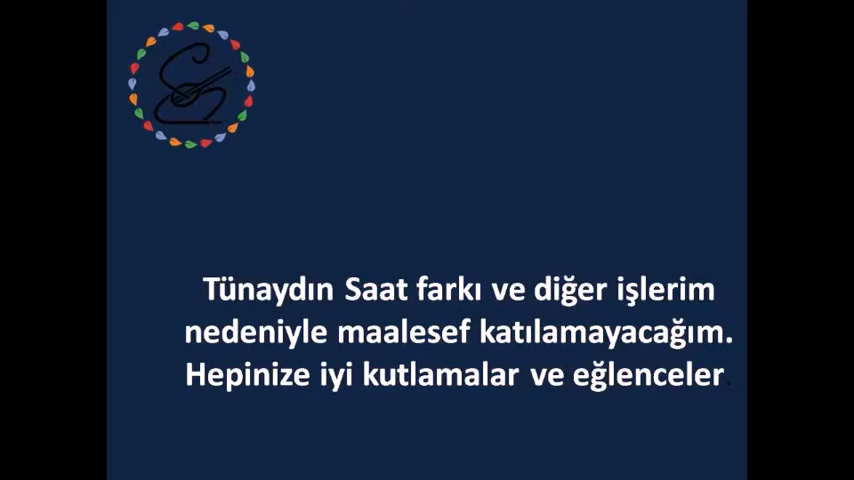 Tünaydın Saat farkı ve diğer işlerim
nedeniyle maalesef katılamayacağım.
Hepinize iyi kutlamalar ve eğlenceler.